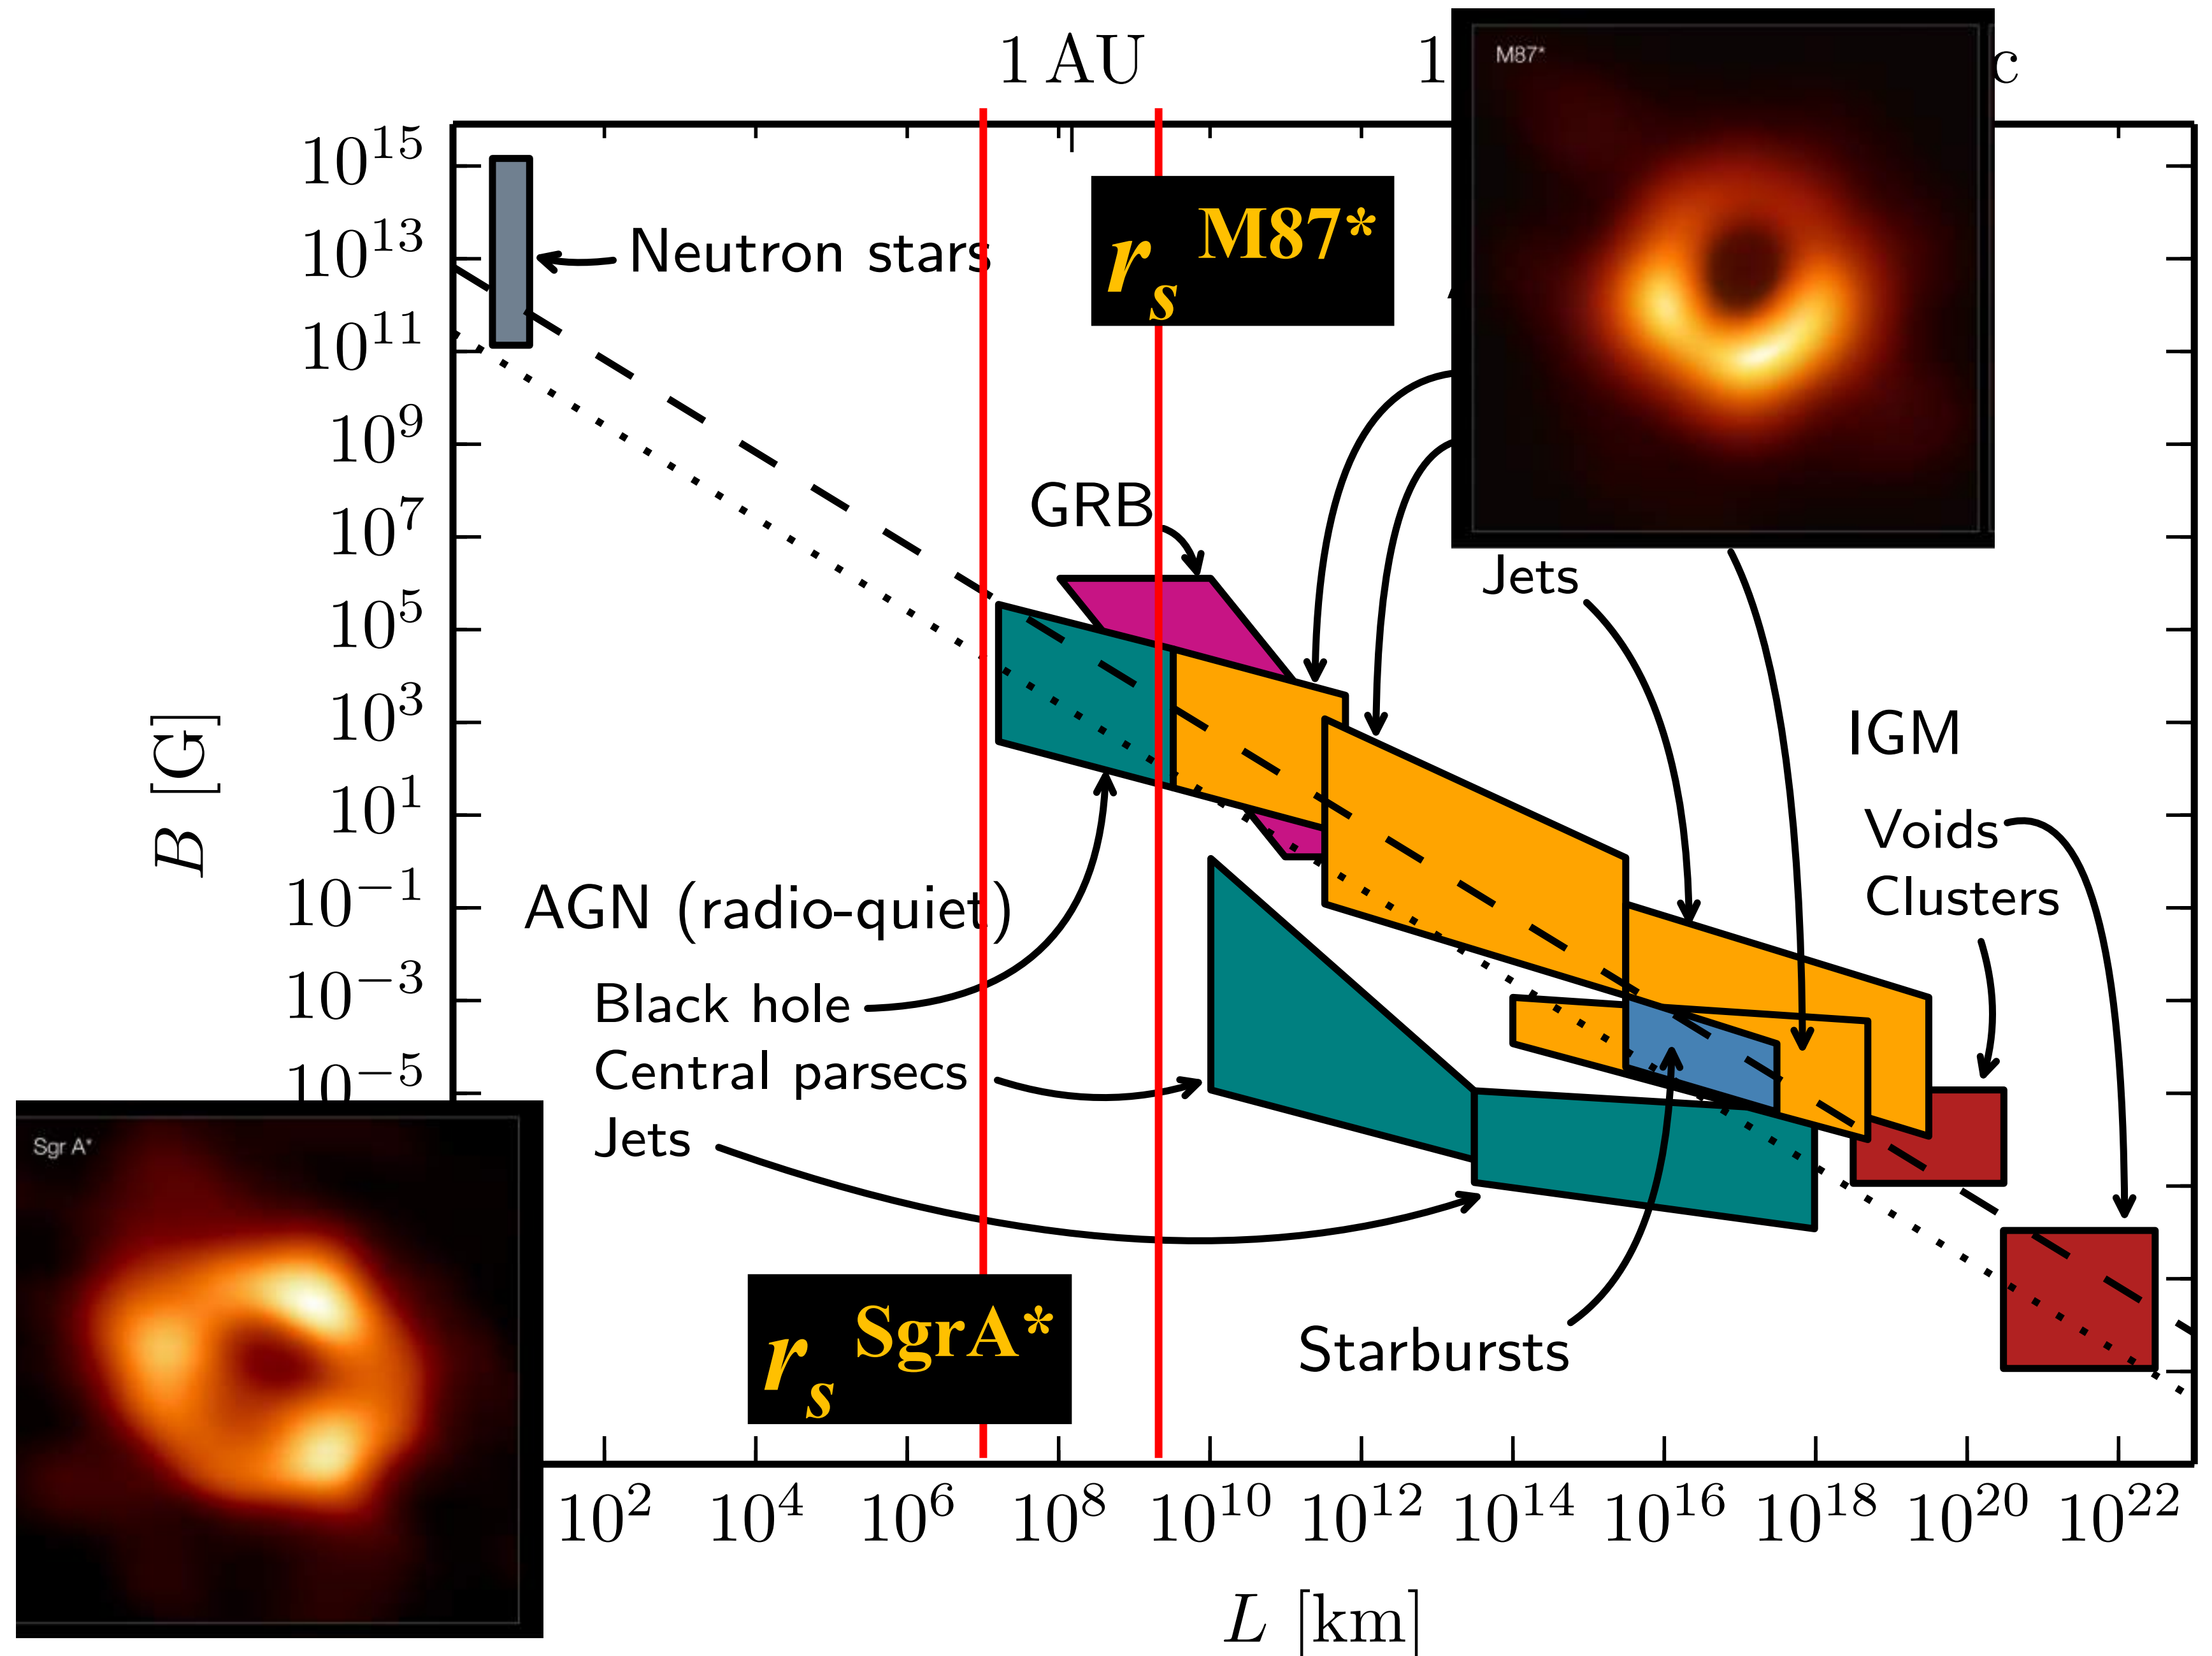 1 AU
1
c
M87*
10^15
10^13
10^11
10^9
10^7
10^5
10^3
10^1
10^−1
10^−3
10^−5
B [G]
Neutron stars
r_s^M87*
GRB
Jets
IGM
Voids
Clusters
AGN (radio-quiet)
Black hole
Central parsecs
Jets
Sgr A*
r_s^SgrA*
Starbursts
10^2 10^4 10^6 10^8 10^10 10^12 10^14 10^16 10^18 10^20 10^22
L [km]